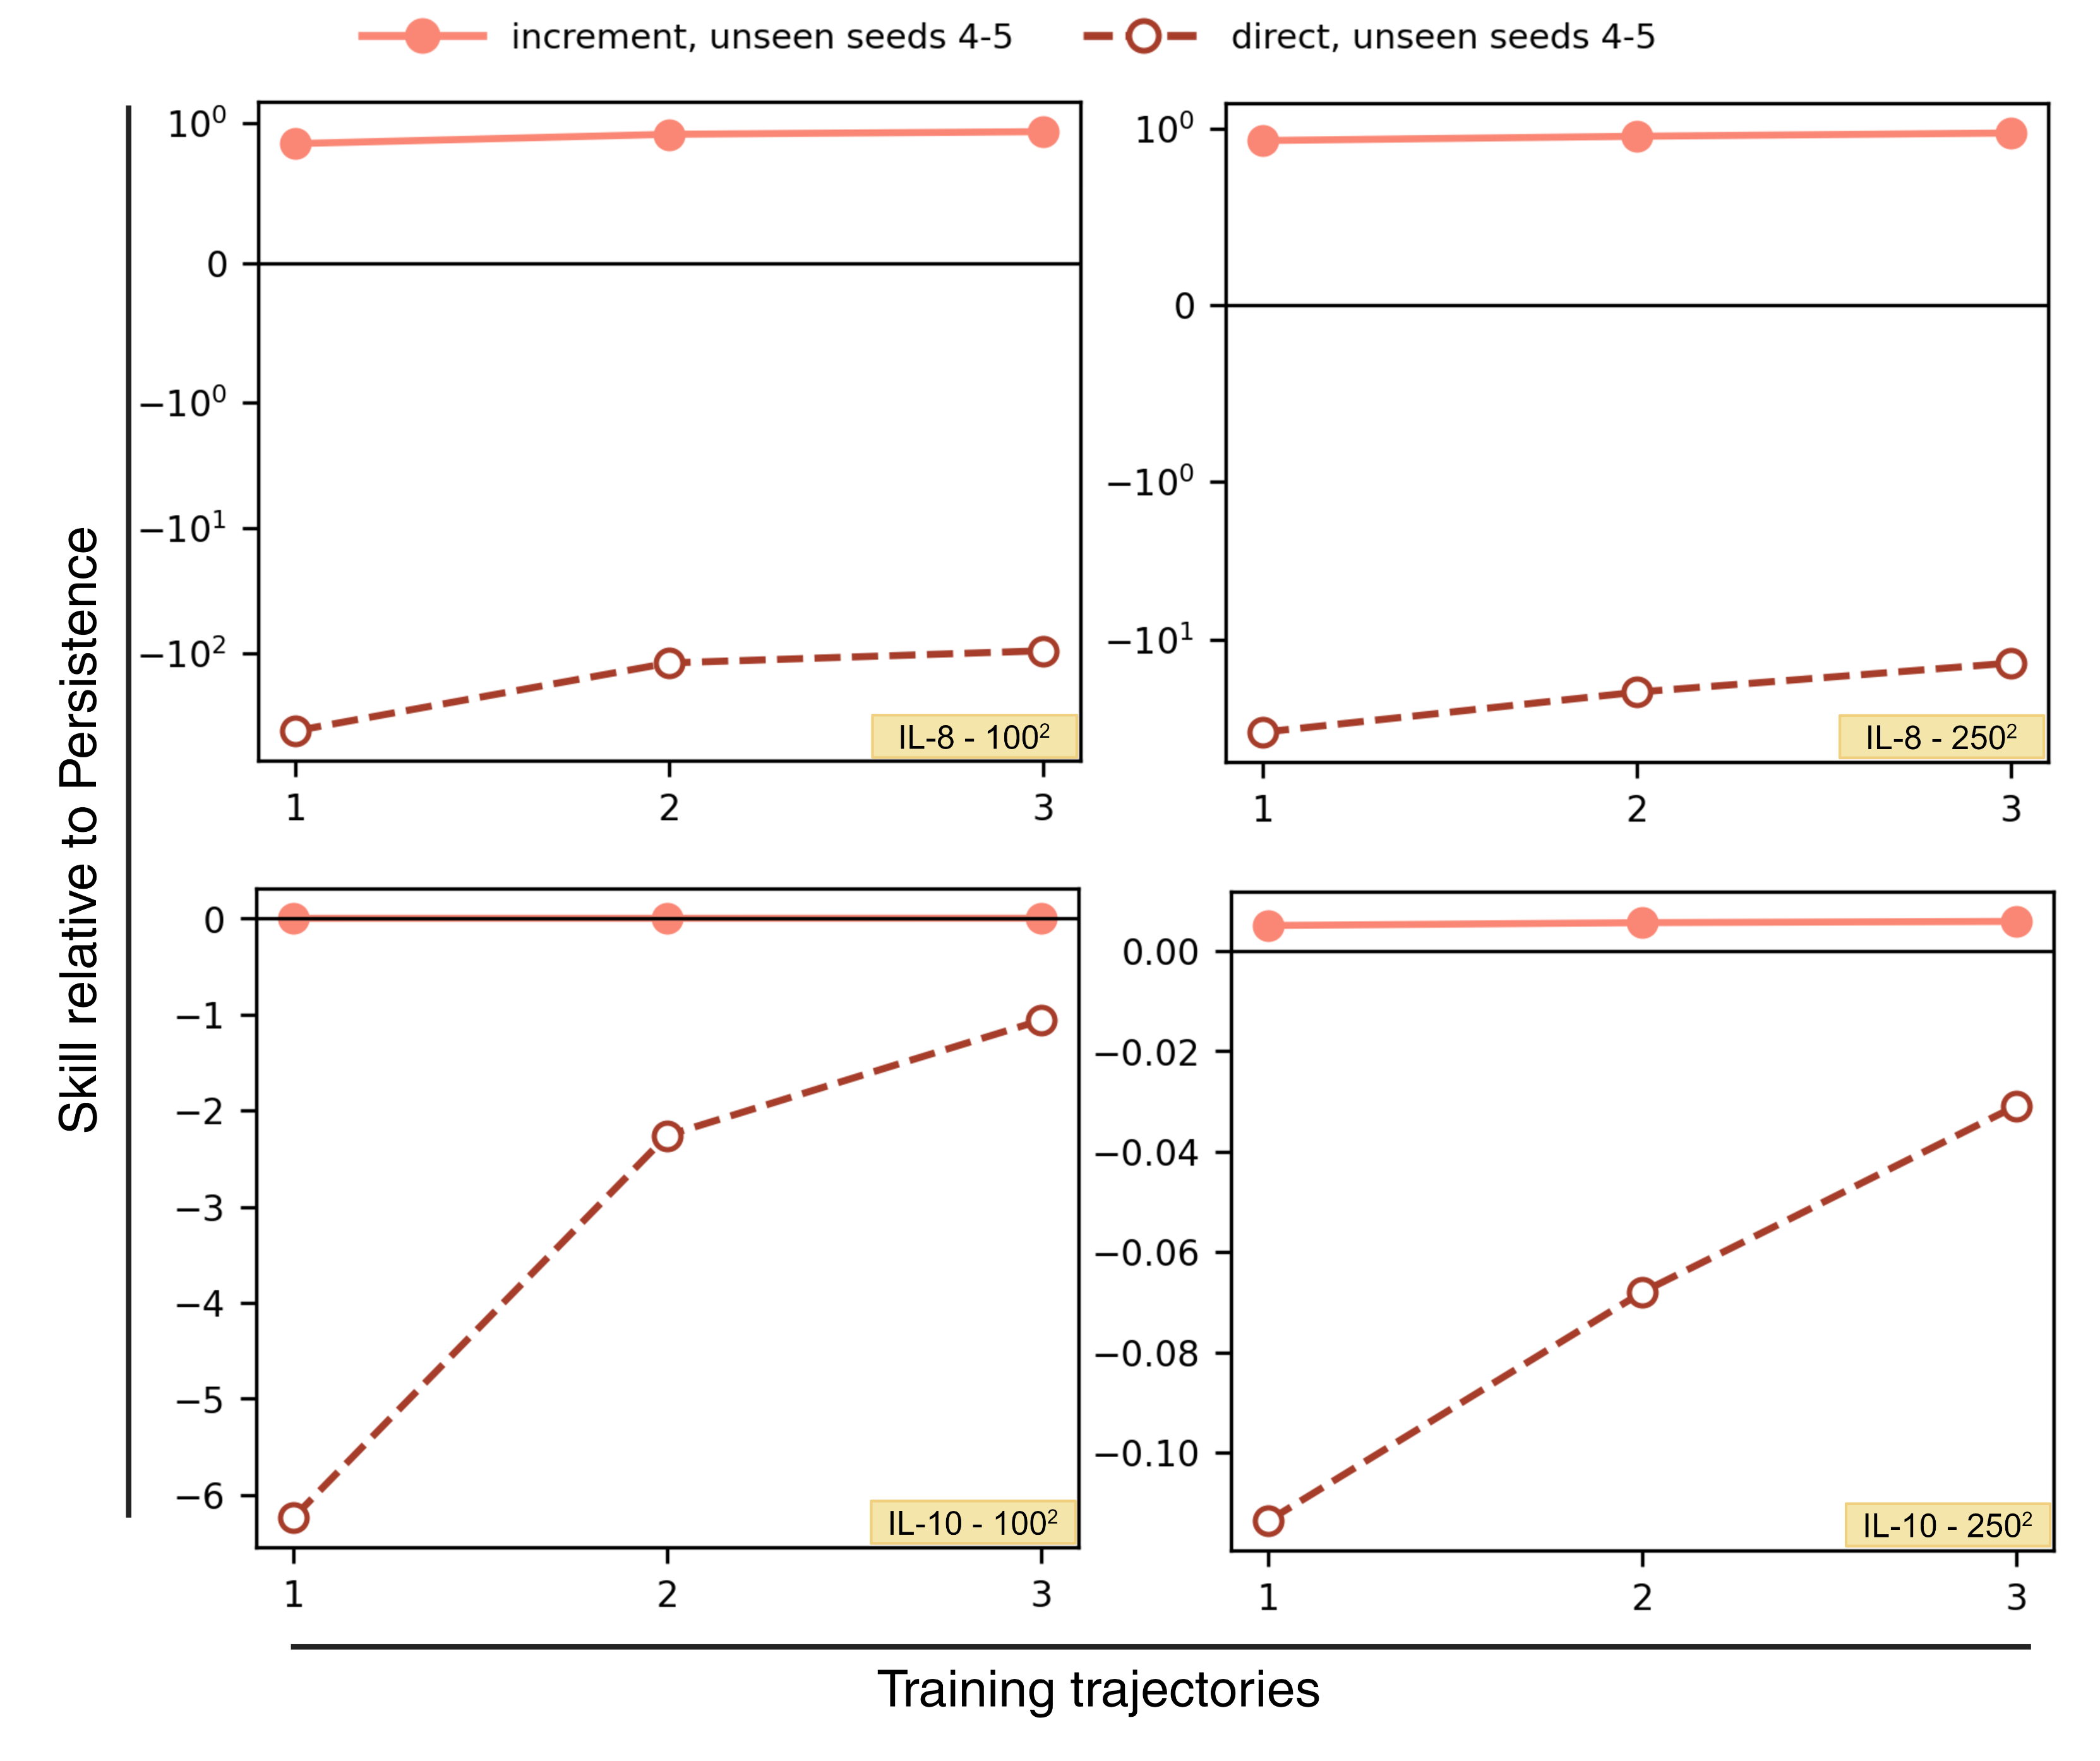 increment, unseen seeds 4-5
direct, unseen seeds 4-5
Skill relative to Persistence
10⁰
0
−10⁰
−10¹
−10²
IL-8 - 100²
1 2 3
10⁰
0
−10⁰
−10¹
IL-8 - 250²
1 2 3
0
−1
−2
−3
−4
−5
−6
IL-10 - 100²
1 2 3
0.00
−0.02
−0.04
−0.06
−0.08
−0.10
IL-10 - 250²
1 2 3
Training trajectories